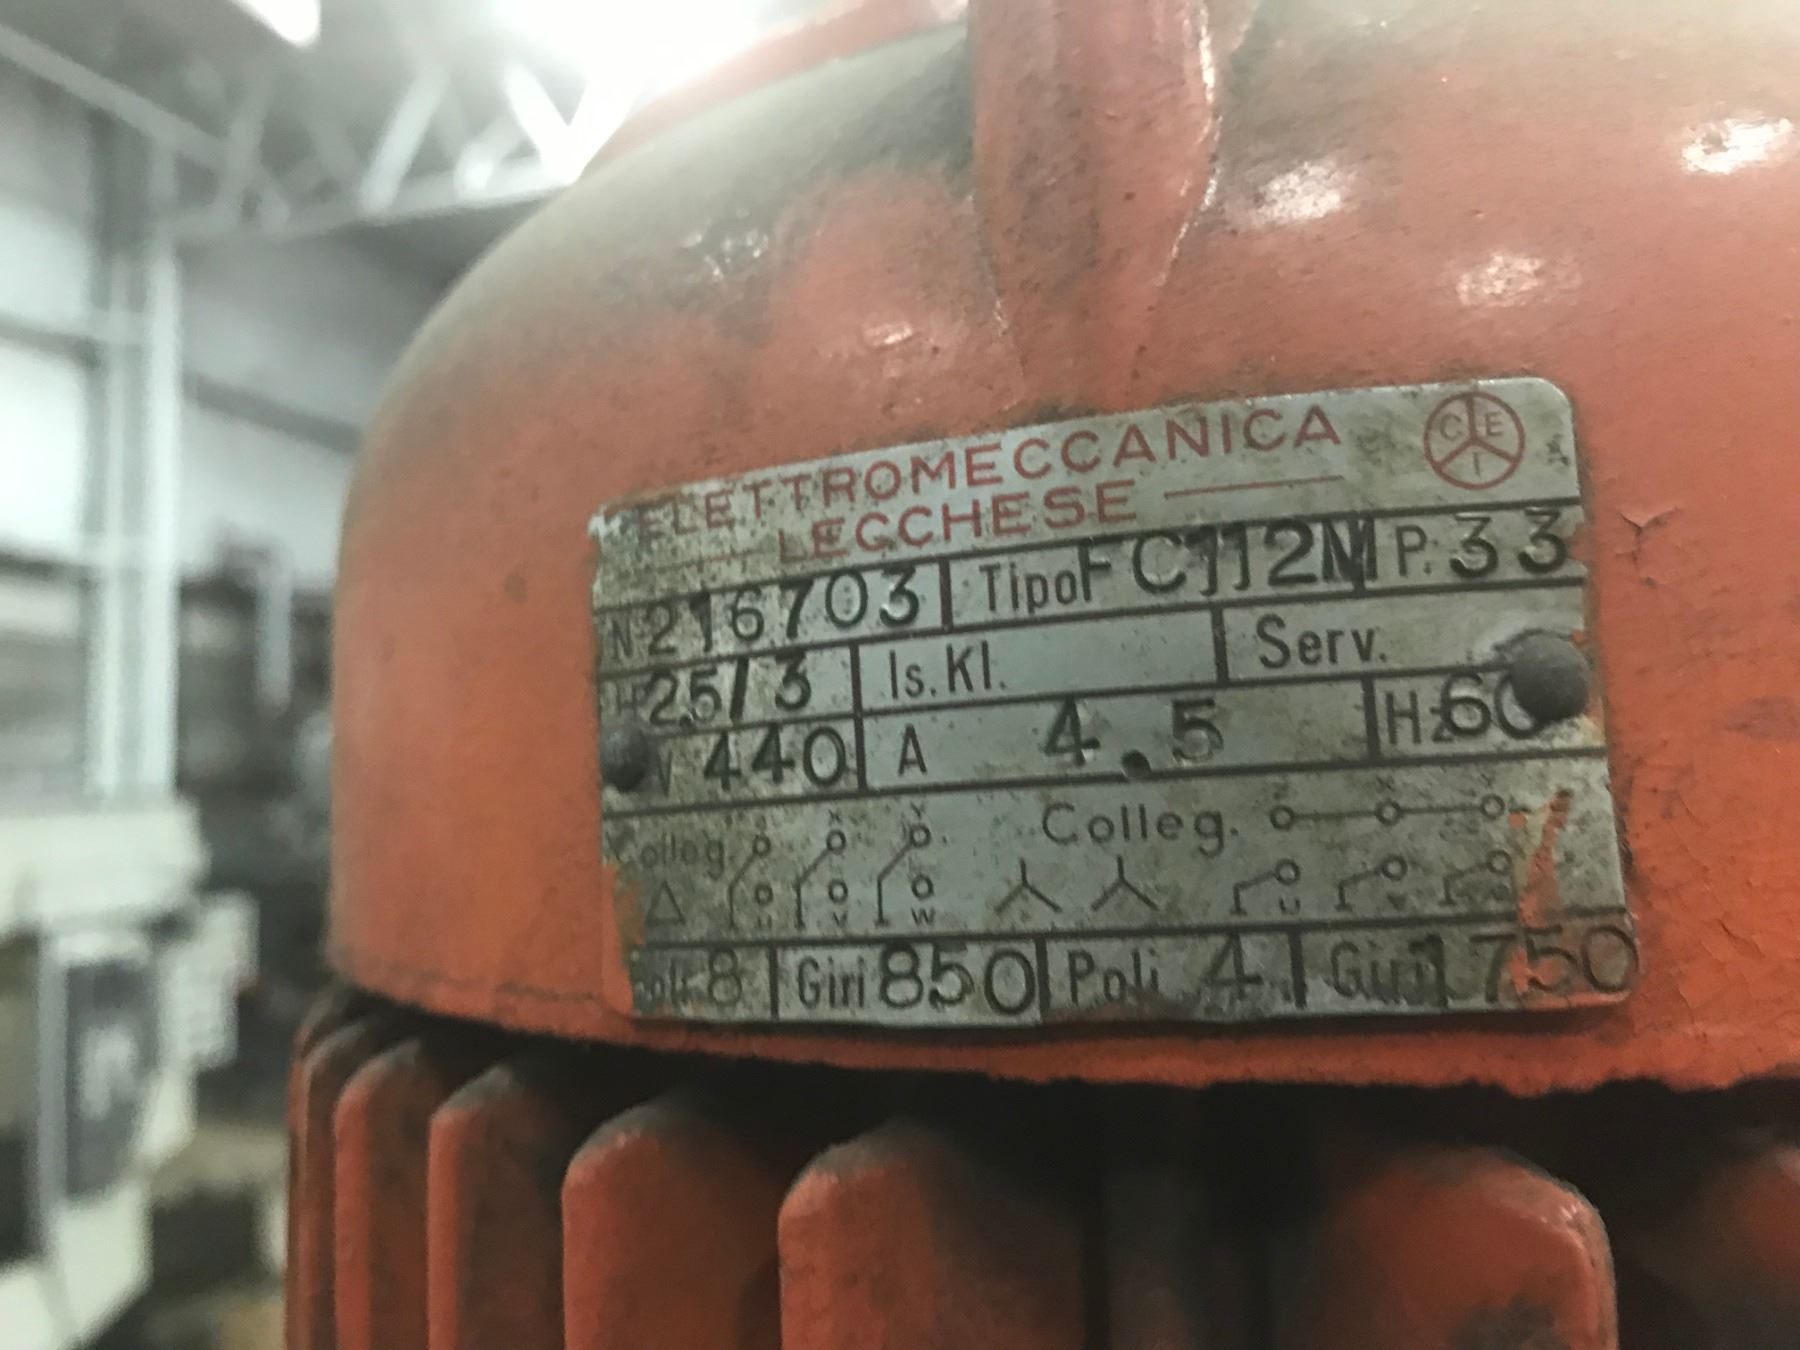 ELETTROMECCANICA
C E I
LECCHESE
N 216703 Tipo FC112M P. 33
HP 2.5/3 Is. Kl. Serv.
V 440 A 4.5 Hz 60
Z X Y Colleg. Z X
Colleg.
U V W U V
Poli 8 Giri 850 Poli 4 Giri 1750